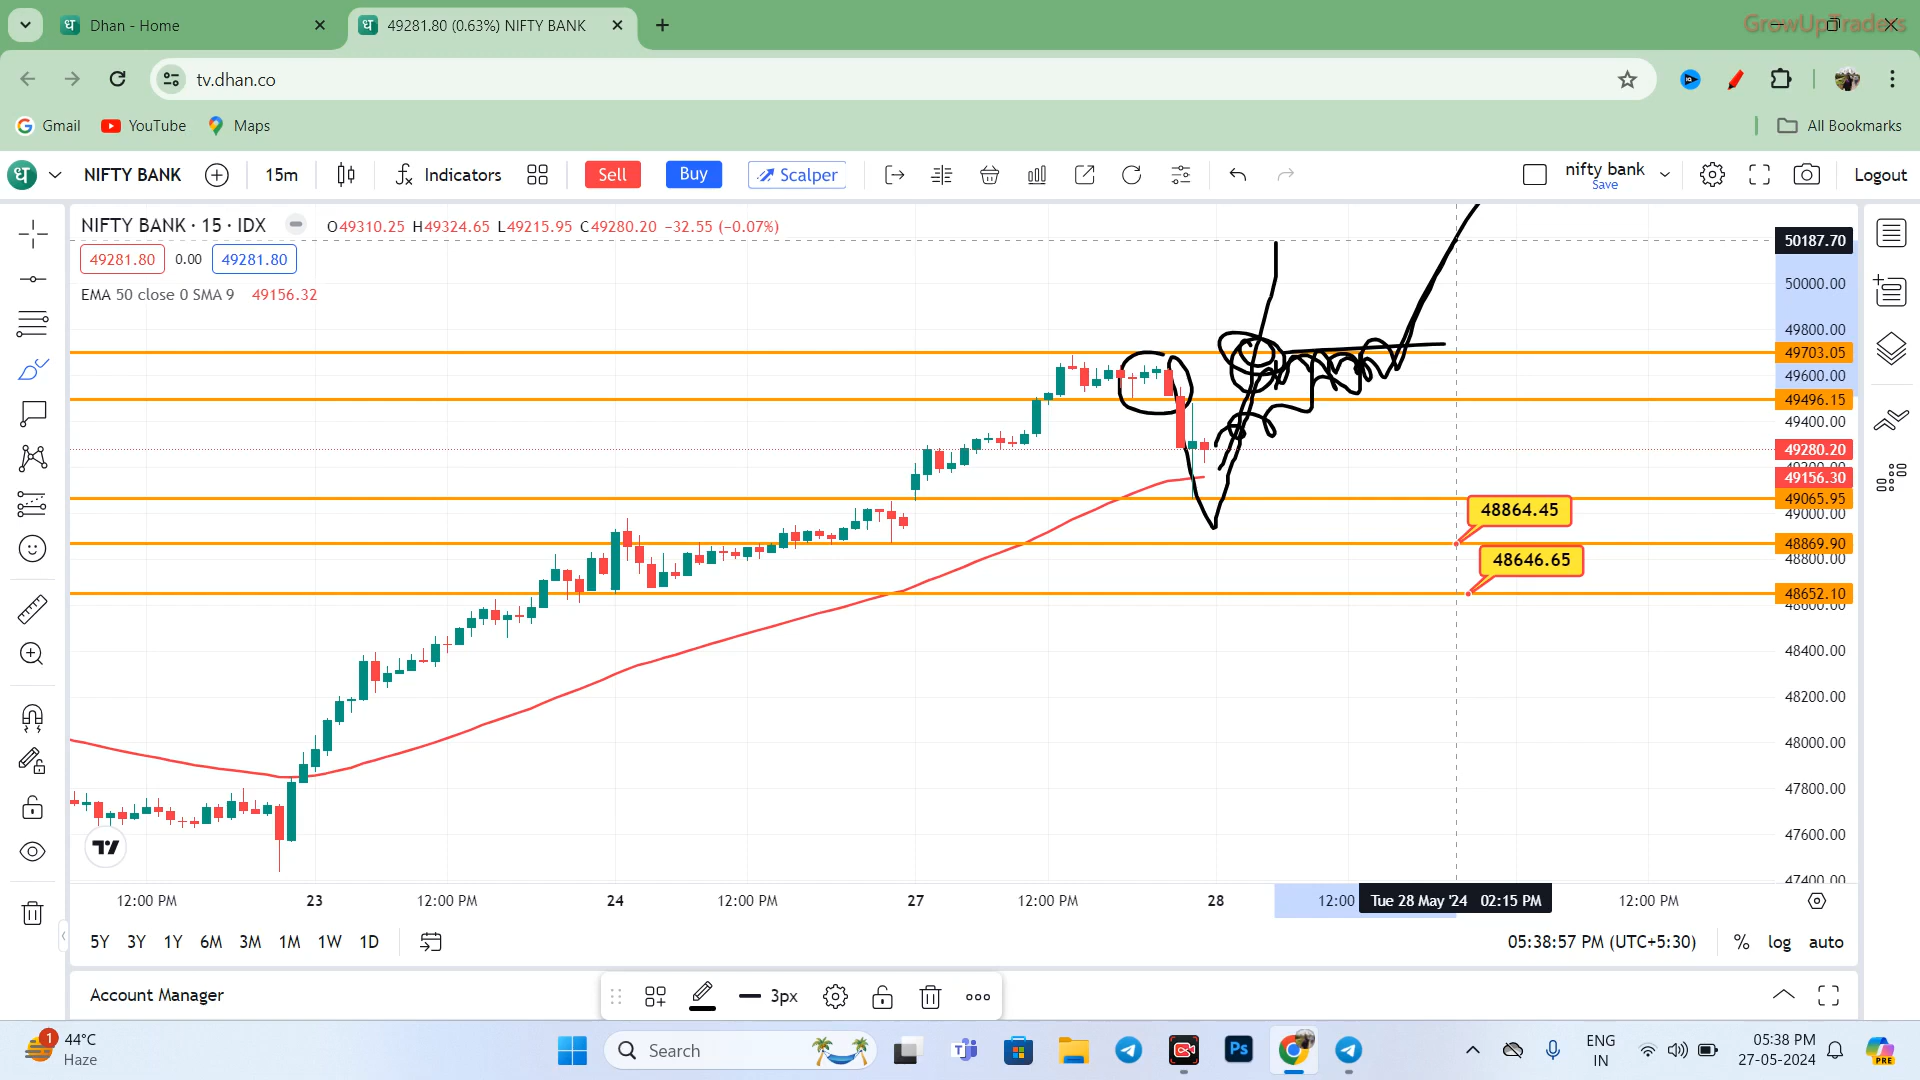 Dhan - Home
49281.80 (0.63%) NIFTY BANK
GrowUpTraders
tv.dhan.co
Gmail YouTube Maps
All Bookmarks
ध NIFTY BANK 15m Indicators Sell Buy Scalper nifty bank Save Logout
NIFTY BANK · 15 · IDX O49310.25 H49324.65 L49215.95 C49280.20 −32.55 (−0.07%)
49281.80 0.00 49281.80
EMA 50 close 0 SMA 9 49156.32
50187.70
50000.00
49800.00
49703.05
49600.00
49496.15
49400.00
49280.20
49156.30
49065.95
49000.00
48864.45
48869.90
48800.00
48646.65
48652.10
48600.00
48400.00
48200.00
48000.00
47800.00
47600.00
47400.00
12:00 PM 23 12:00 PM 24 12:00 PM 27 12:00 PM 28 12:00 Tue 28 May '24 02:15 PM 12:00 PM
5Y 3Y 1Y 6M 3M 1M 1W 1D
05:38:57 PM (UTC+5:30) % log auto
Account Manager
3px
1
44°C
Haze
Search
Ps
ENG
IN
05:38 PM
27-05-2024
PRE